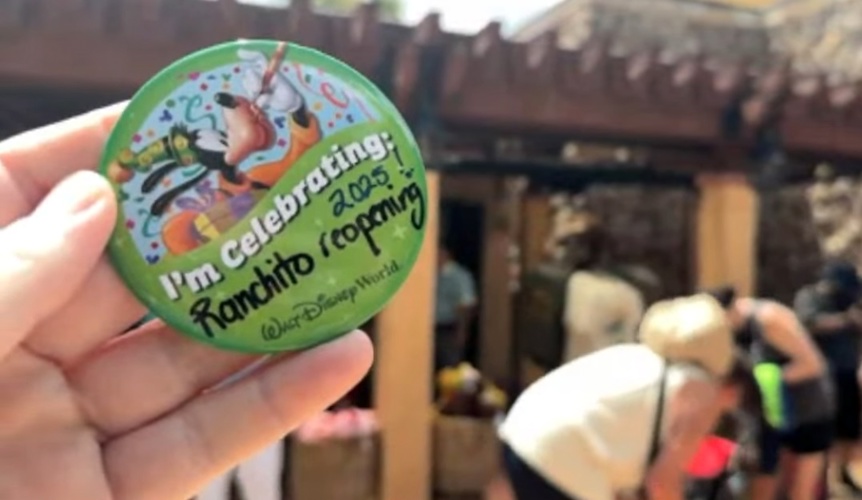 I'm Celebrating:
2025!
Ranchito reopening
Walt Disney World